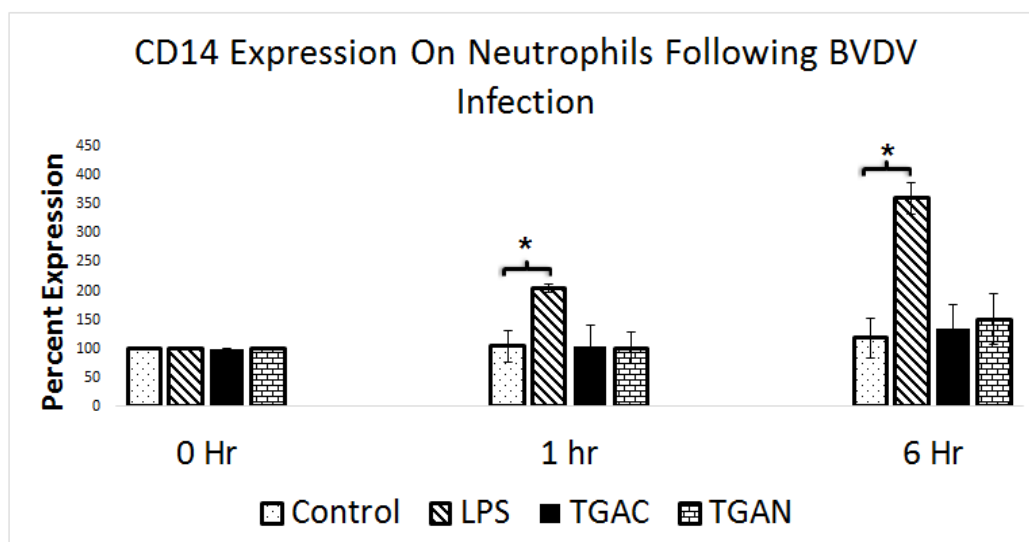 CD14 Expression On Neutrophils Following BVDV
Infection
Percent Expression
450
400
350
300
250
200
150
100
50
0
*
*
0 Hr
1 hr
6 Hr
Control
LPS
TGAC
TGAN